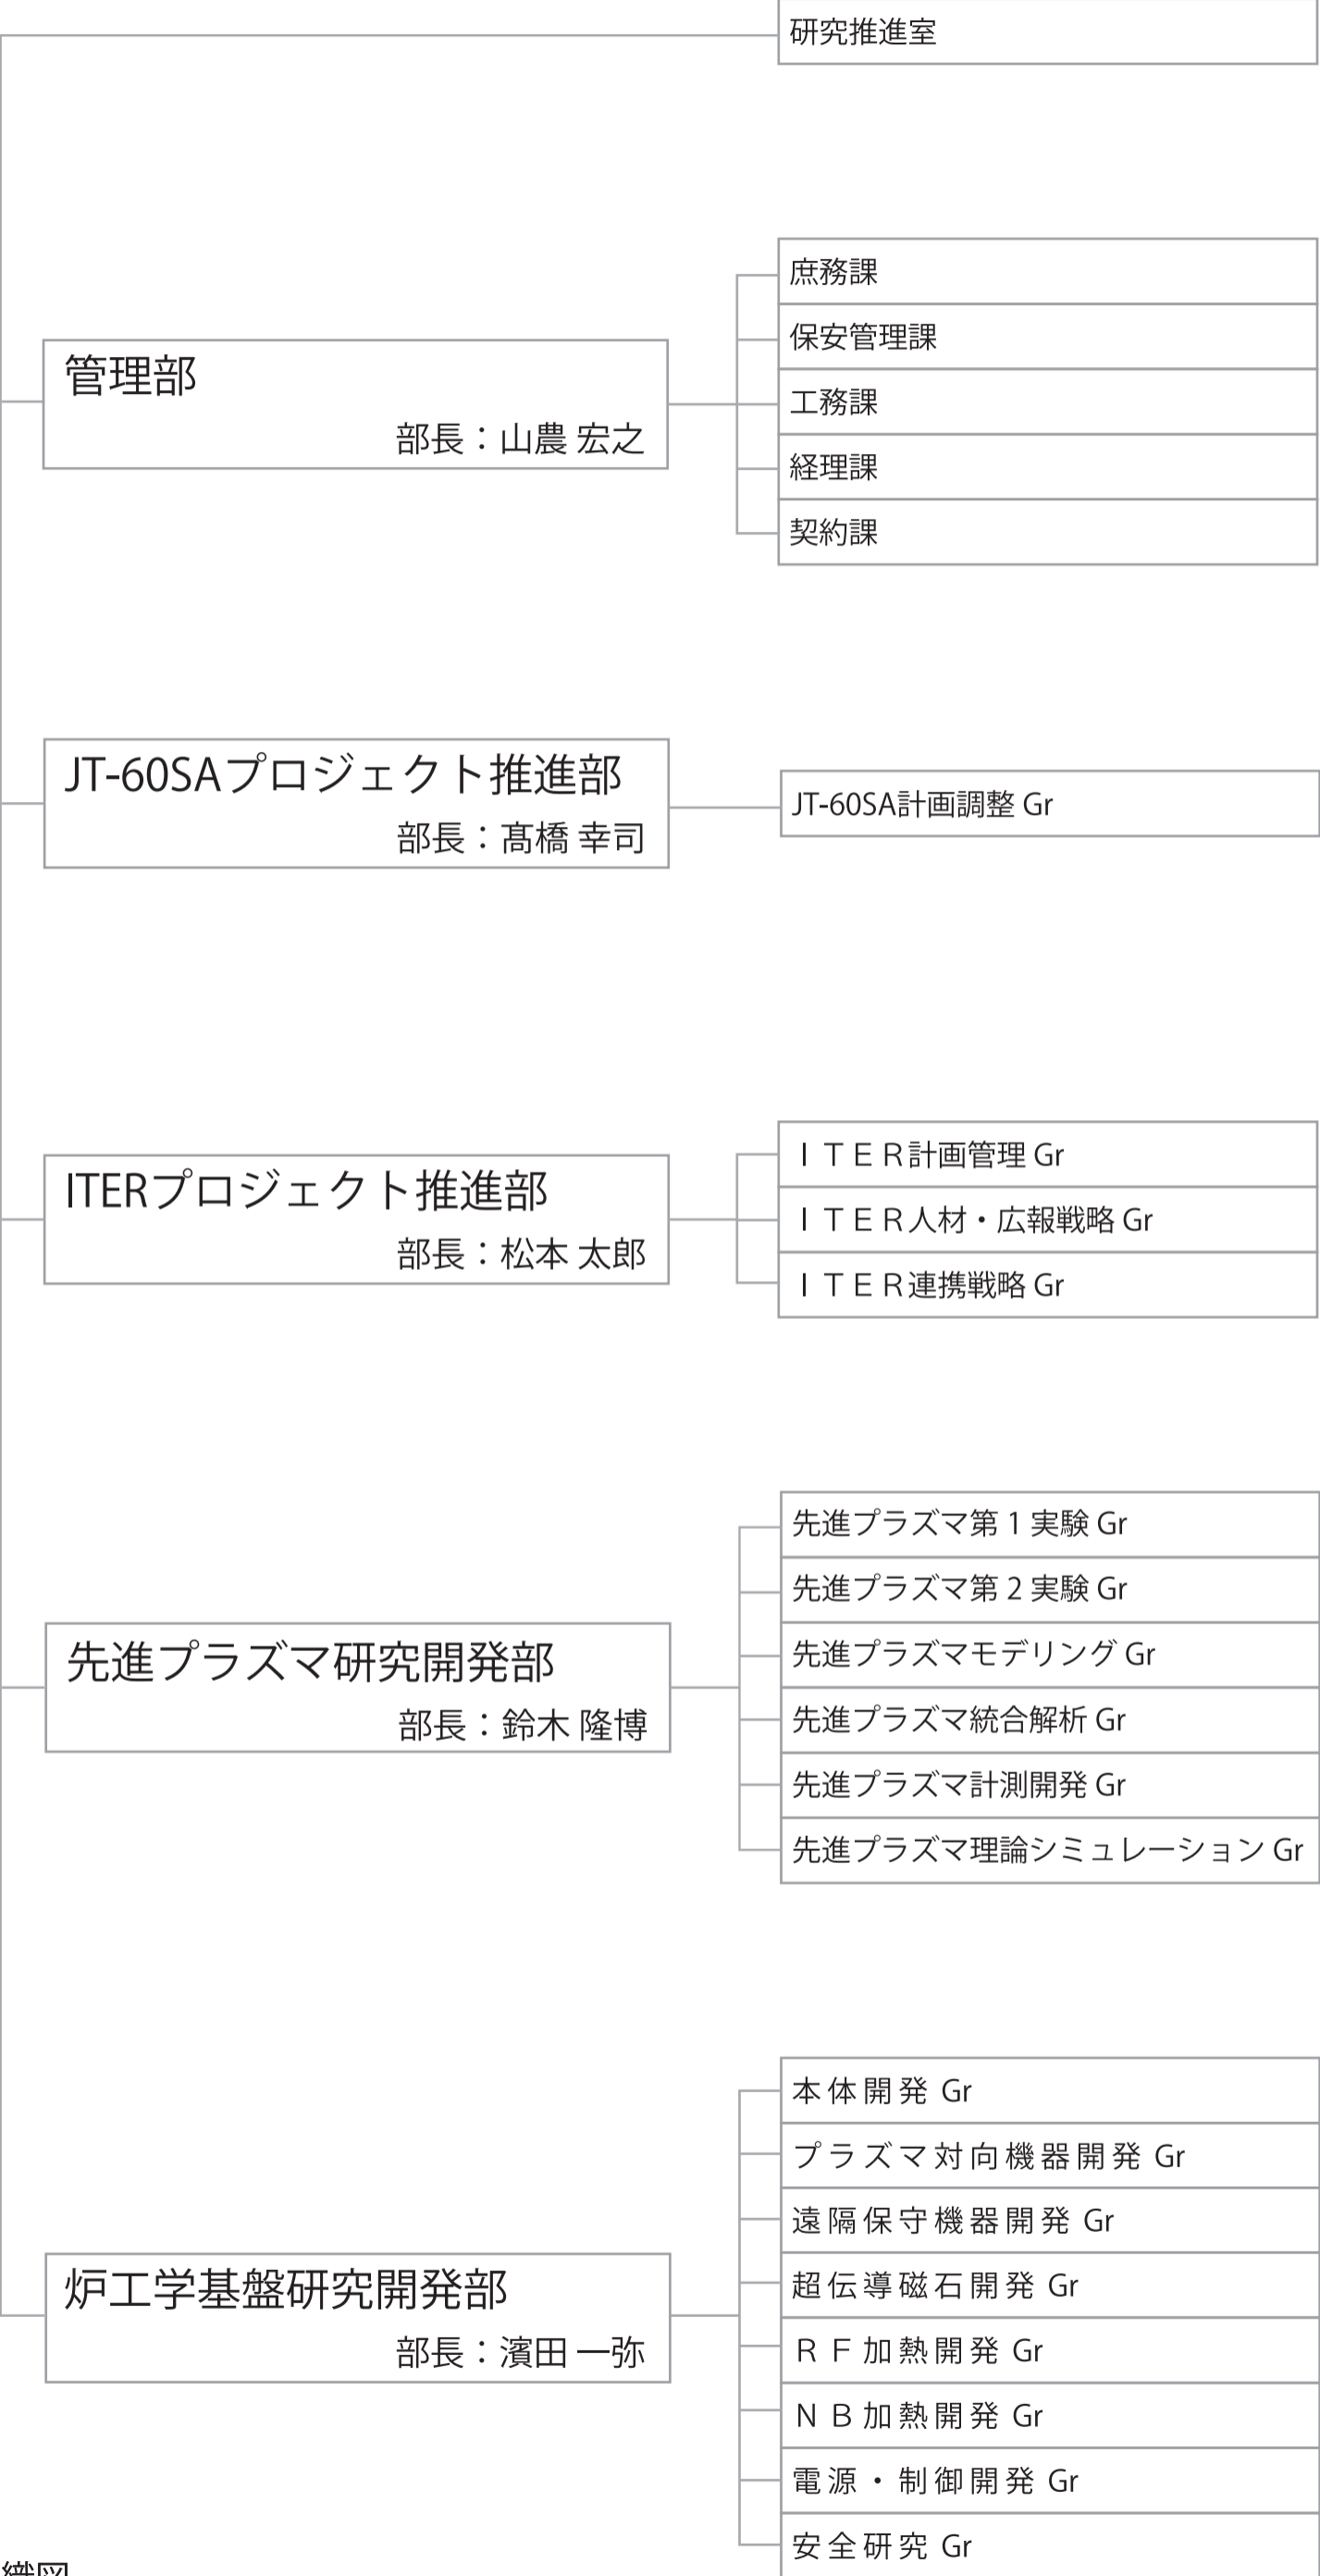 研究推進室
管理部
部長：山農 宏之
庶務課
保安管理課
工務課
経理課
契約課
JT-60SAプロジェクト推進部
部長：髙橋 幸司
JT-60SA計画調整 Gr
ITERプロジェクト推進部
部長：松本 太郎
ＩＴＥＲ計画管理 Gr
ＩＴＥＲ人材・広報戦略 Gr
ＩＴＥＲ連携戦略 Gr
先進プラズマ研究開発部
部長：鈴木 隆博
先進プラズマ第 1 実験 Gr
先進プラズマ第 2 実験 Gr
先進プラズマモデリング Gr
先進プラズマ統合解析 Gr
先進プラズマ計測開発 Gr
先進プラズマ理論シミュレーション Gr
炉工学基盤研究開発部
部長：濱田 一弥
本体開発 Gr
プラズマ対向機器開発 Gr
遠隔保守機器開発 Gr
超伝導磁石開発 Gr
ＲＦ加熱開発 Gr
ＮＢ加熱開発 Gr
電源・制御開発 Gr
安全研究 Gr
織図